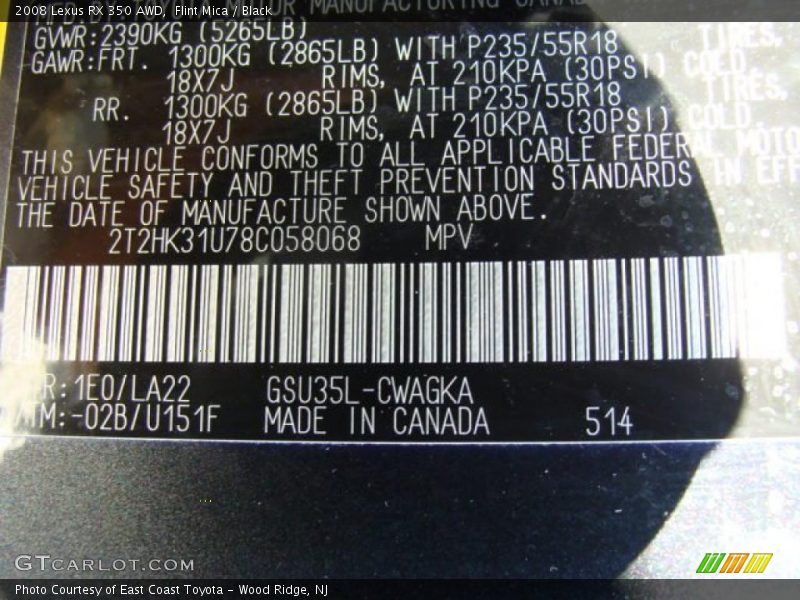 2008 Lexus RX 350 AWD, Flint Mica / Black
MANUFACTURING
GVWR:2390KG (5265LB)
GAWR:FRT. 1300KG (2865LB) WITH P235/55R18 TIRES,
18X7J RIMS, AT 210KPA (30PSI) COLD
RR. 1300KG (2865LB) WITH P235/55R18 TIRES,
18X7J RIMS, AT 210KPA (30PSI) COLD.
THIS VEHICLE CONFORMS TO ALL APPLICABLE FEDERAL MOTO
VEHICLE SAFETY AND THEFT PREVENTION STANDARDS IN EFF
THE DATE OF MANUFACTURE SHOWN ABOVE.
2T2HK31U78C058068 MPV
:1E0/LA22 GSU35L-CWAGKA
:-02B/U151F MADE IN CANADA 514
GTCARLOT.COM
Photo Courtesy of East Coast Toyota - Wood Ridge, NJ